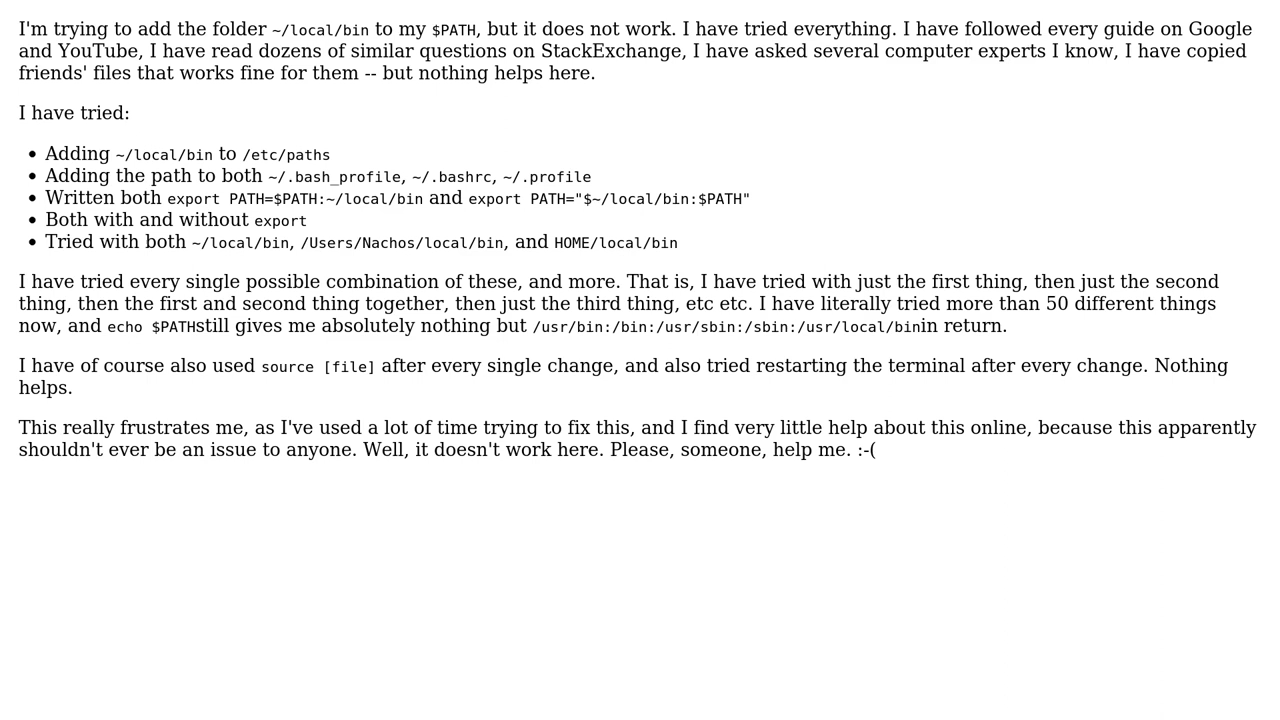 I'm trying to add the folder ~/local/bin to my $PATH, but it does not work. I have tried everything. I have followed every guide on Google
and YouTube, I have read dozens of similar questions on StackExchange, I have asked several computer experts I know, I have copied
friends' files that works fine for them -- but nothing helps here.
I have tried:
• Adding ~/local/bin to /etc/paths
• Adding the path to both ~/.bash_profile, ~/.bashrc, ~/.profile
• Written both export PATH=$PATH:~/local/bin and export PATH="$~/local/bin:$PATH"
• Both with and without export
• Tried with both ~/local/bin, /Users/Nachos/local/bin, and HOME/local/bin
I have tried every single possible combination of these, and more. That is, I have tried with just the first thing, then just the second
thing, then the first and second thing together, then just the third thing, etc etc. I have literally tried more than 50 different things
now, and echo $PATHstill gives me absolutely nothing but /usr/bin:/bin:/usr/sbin:/sbin:/usr/local/binin return.
I have of course also used source [file] after every single change, and also tried restarting the terminal after every change. Nothing
helps.
This really frustrates me, as I've used a lot of time trying to fix this, and I find very little help about this online, because this apparently
shouldn't ever be an issue to anyone. Well, it doesn't work here. Please, someone, help me. :-(